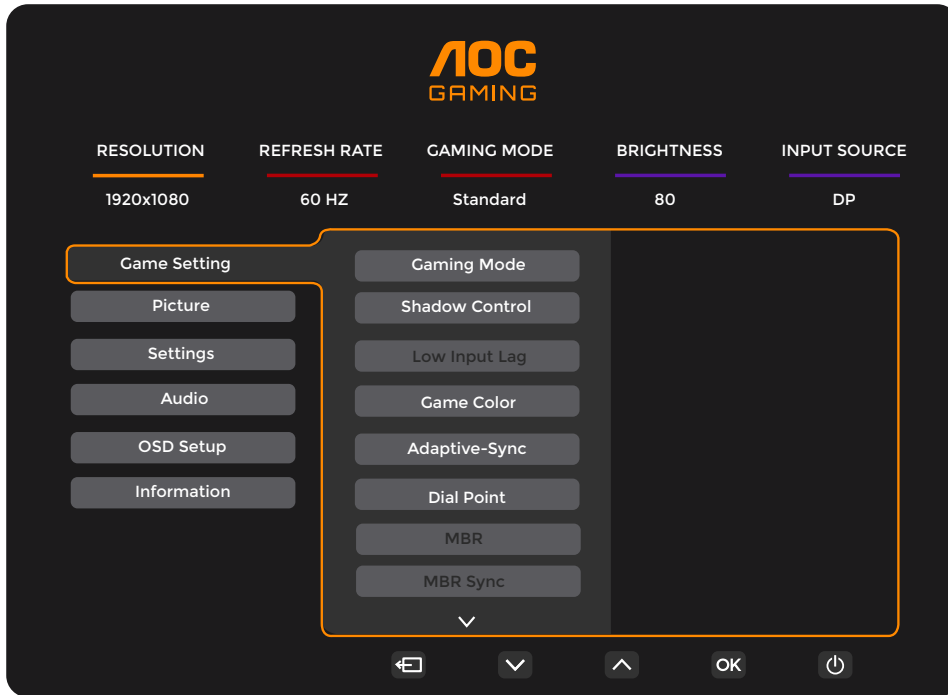 AOC
GAMING
RESOLUTION REFRESH RATE GAMING MODE BRIGHTNESS INPUT SOURCE
1920x1080 60 HZ Standard 80 DP
Game Setting
Picture
Settings
Audio
OSD Setup
Information
Gaming Mode
Shadow Control
Low Input Lag
Game Color
Adaptive-Sync
Dial Point
MBR
MBR Sync
OK